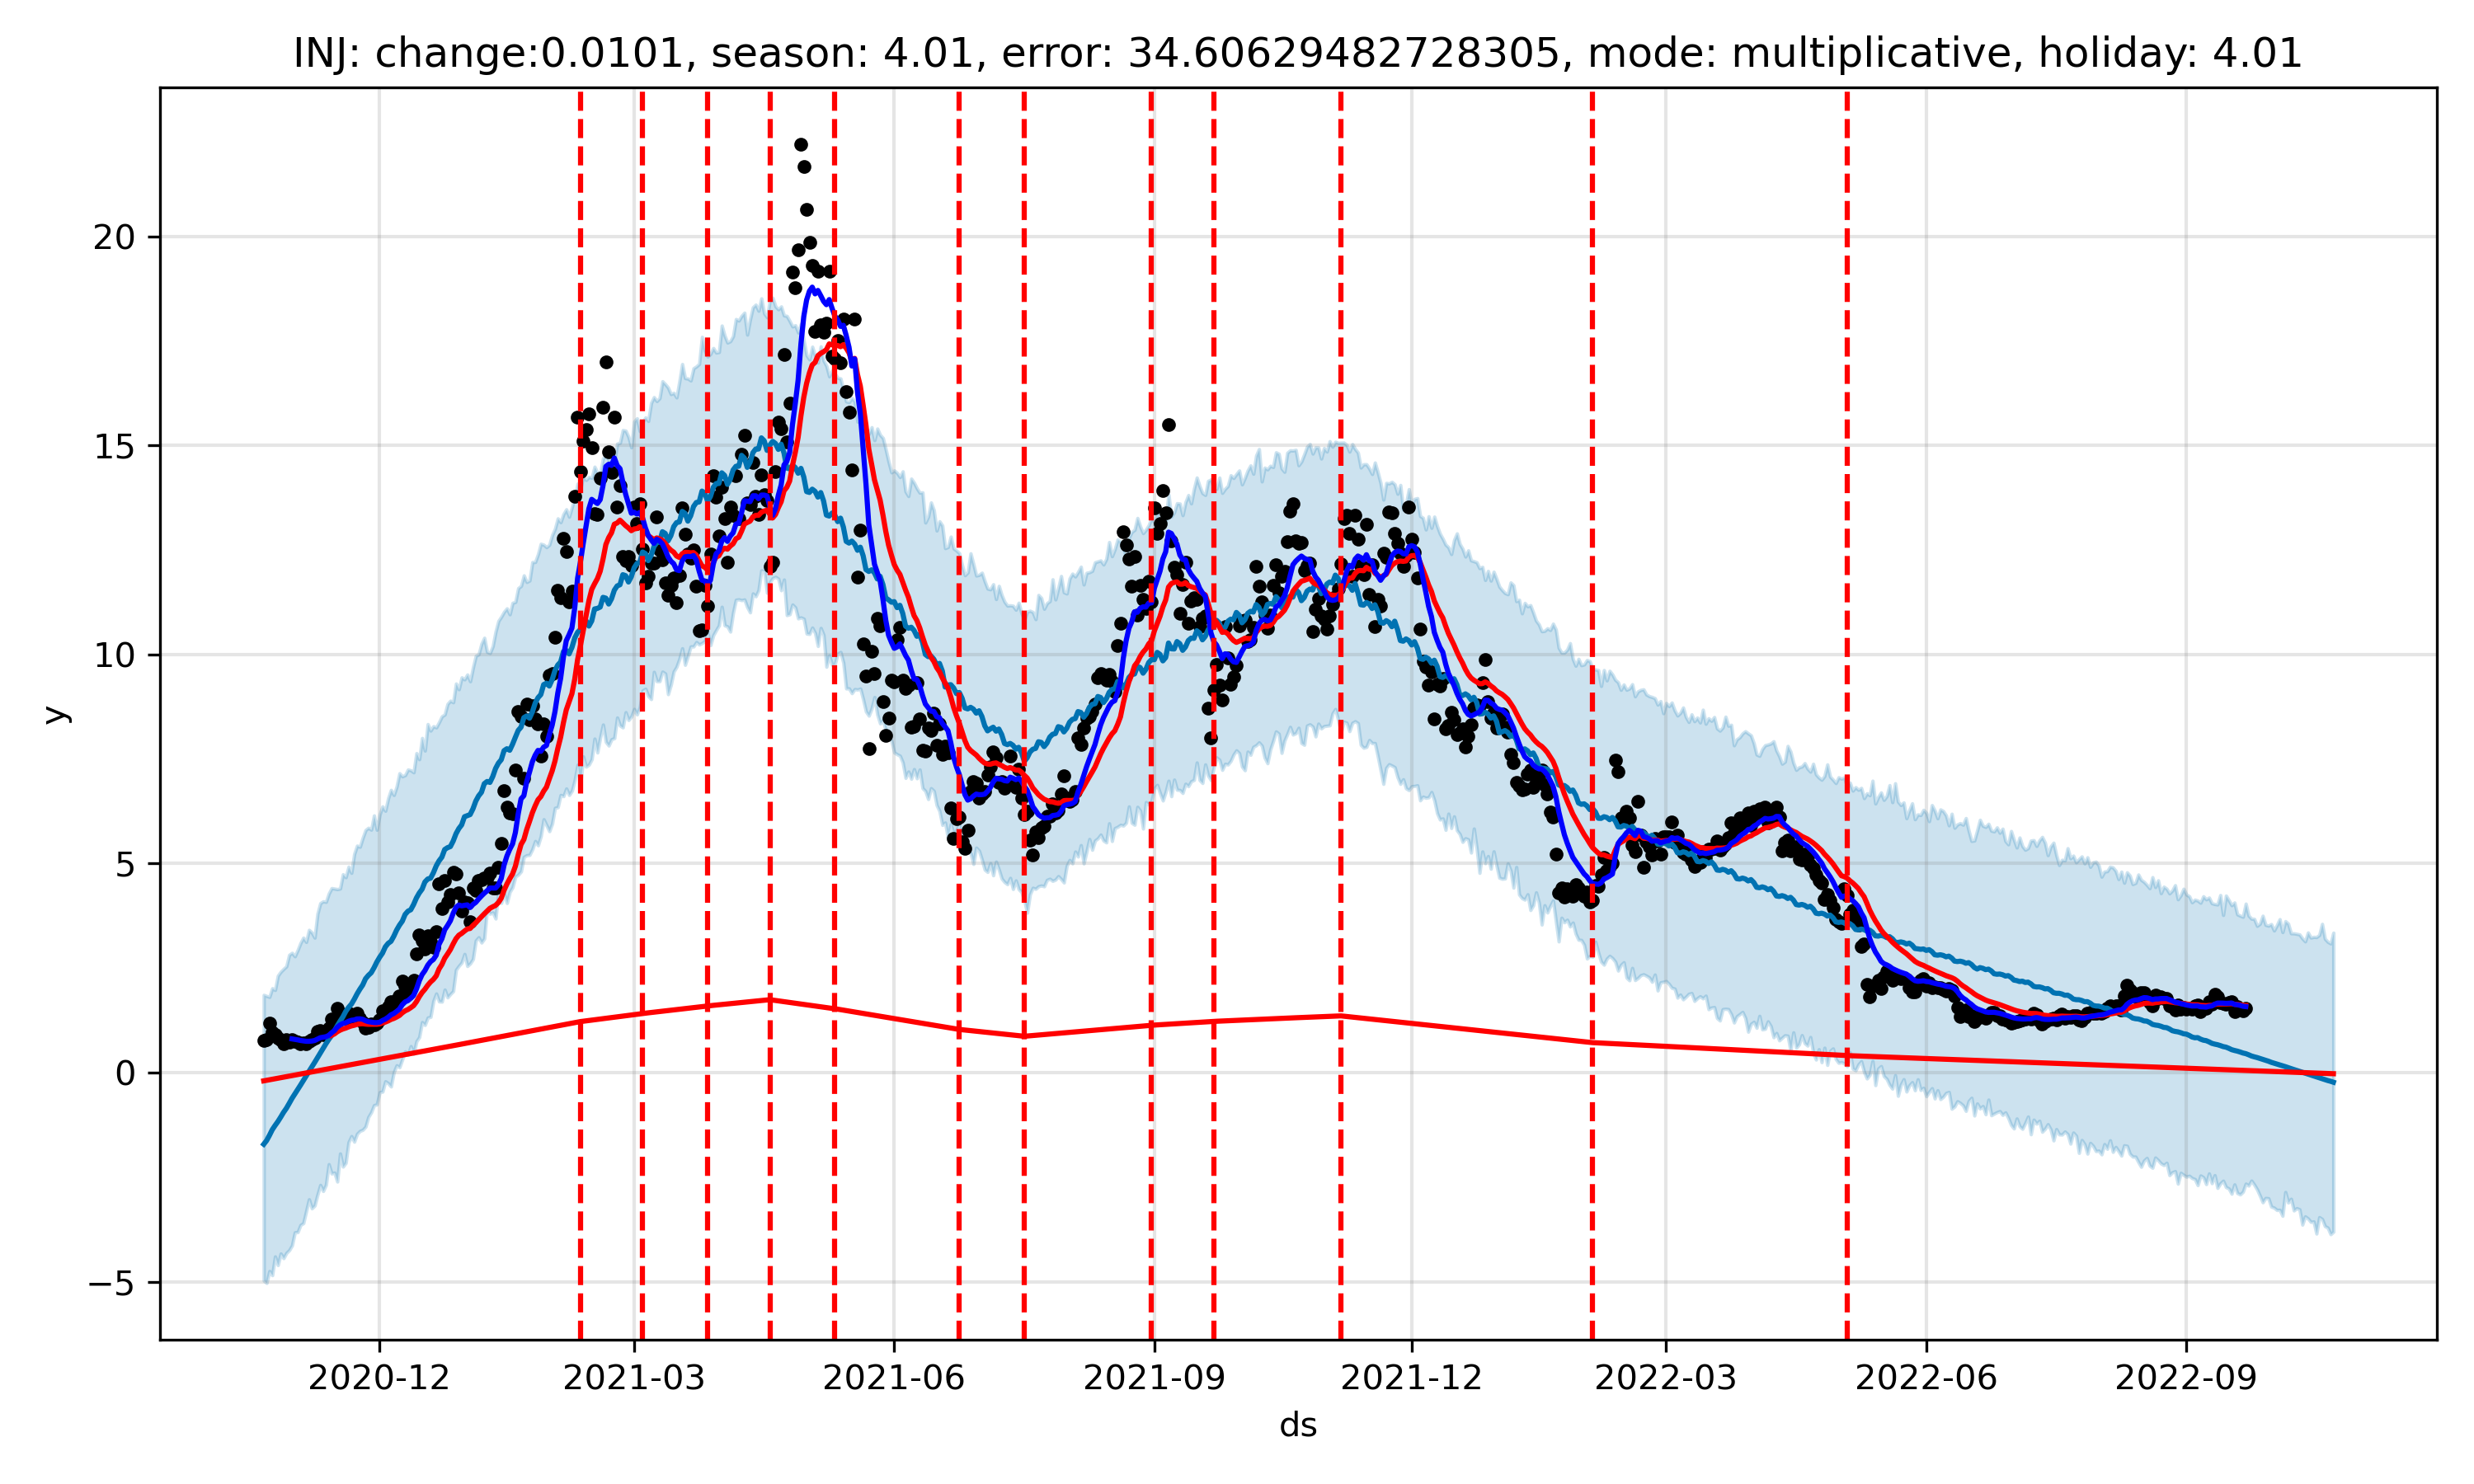 INJ: change:0.0101, season: 4.01, error: 34.60629482728305, mode: multiplicative, holiday: 4.01
20
15
10
5
0
−5
y
2020-12 2021-03 2021-06 2021-09 2021-12 2022-03 2022-06 2022-09
ds